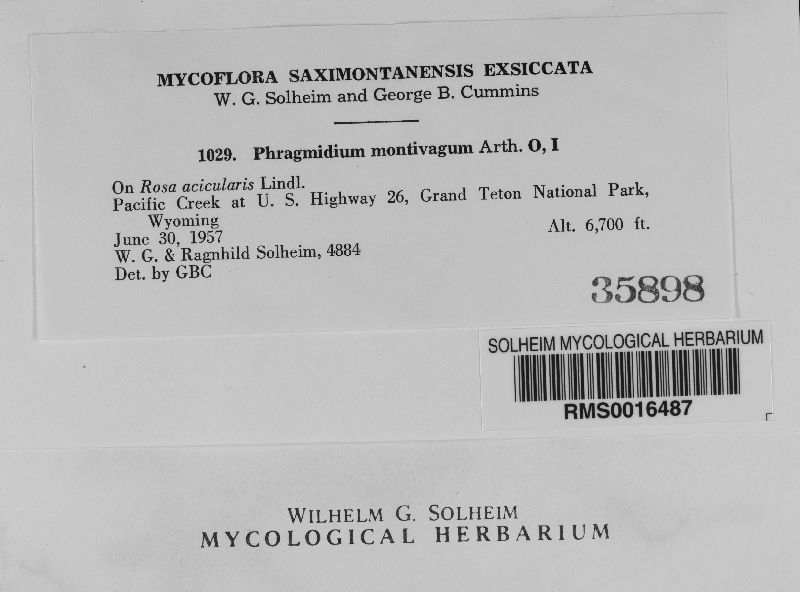 MYCOFLORA SAXIMONTANENSIS EXSICCATA
W. G. Solheim and George B. Cummins
1029. Phragmidium montivagum Arth. O, I
On Rosa acicularis Lindl.
Pacific Creek at U. S. Highway 26, Grand Teton National Park,
Wyoming
Alt. 6,700 ft.
June 30, 1957
W. G. & Ragnhild Solheim, 4884
Det. by GBC
35898
SOLHEIM MYCOLOGICAL HERBARIUM
RMS0016487
WILHELM G. SOLHEIM
MYCOLOGICAL HERBARIUM